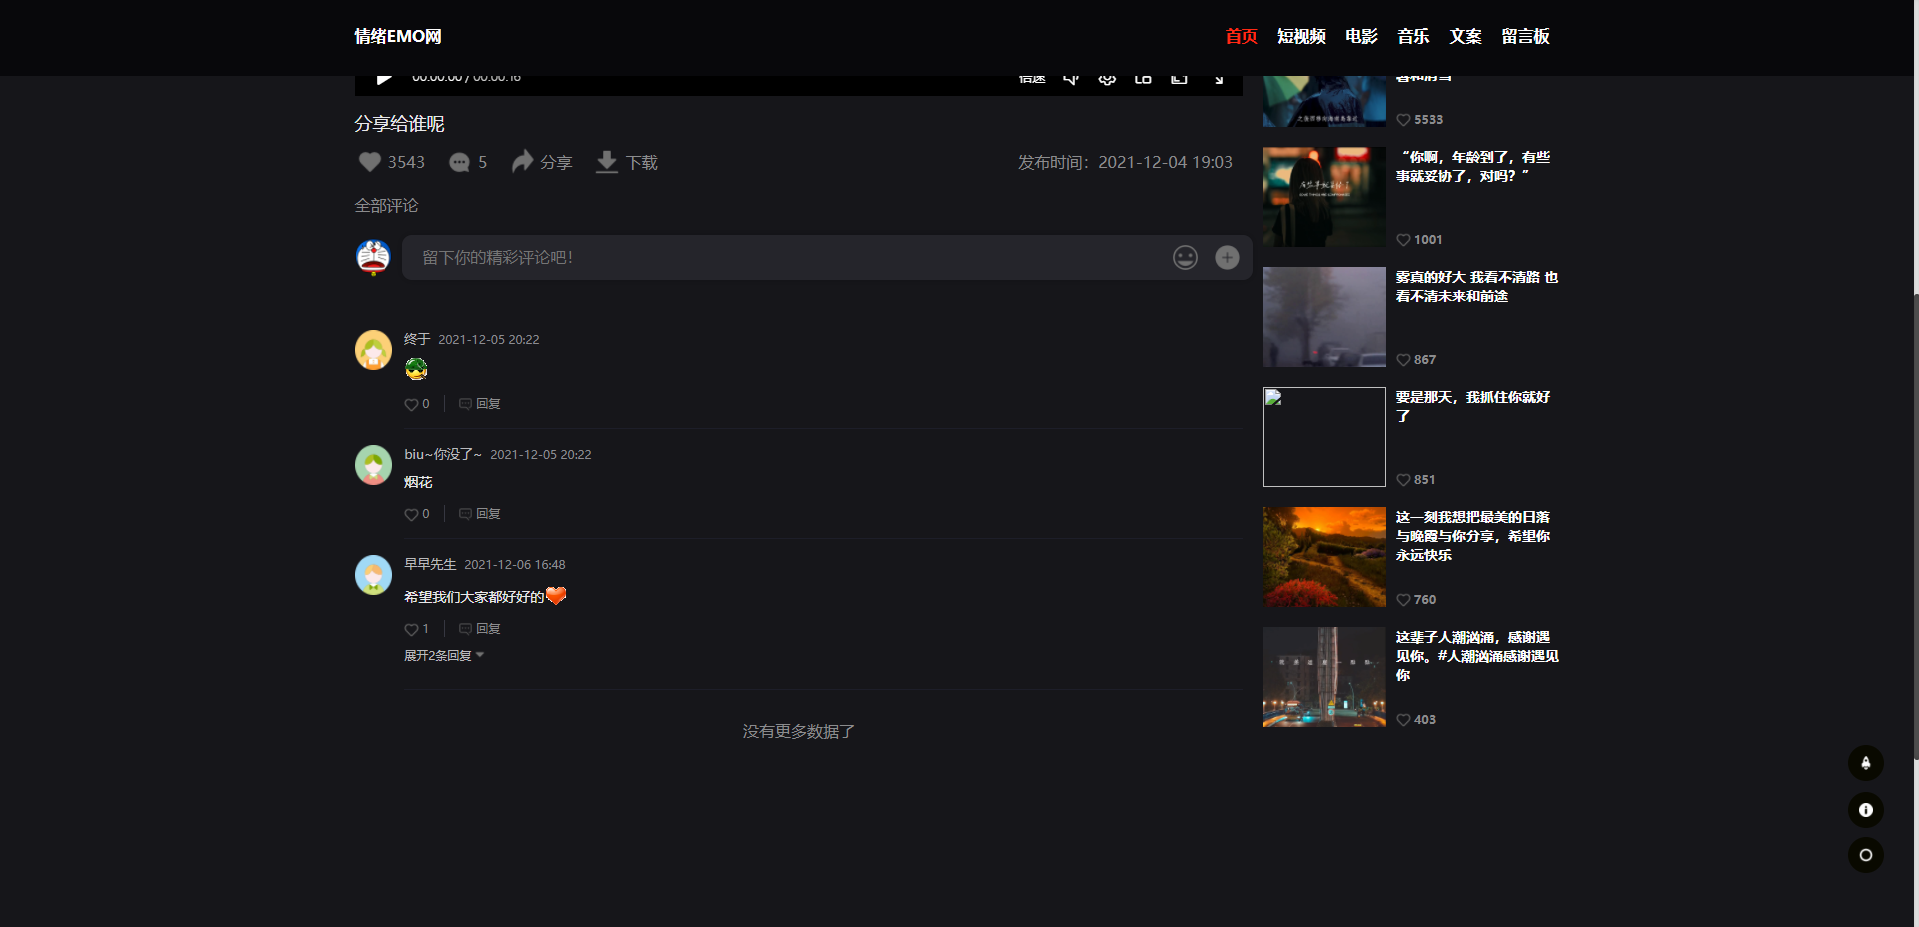 情绪EMO网
首页 短视频 电影 音乐 文案 留言板
00:00:00 / 00:00:16
倍速
分享给谁呢
3543 5 分享 下载
发布时间：2021-12-04 19:03
全部评论
留下你的精彩评论吧！
终于 2021-12-05 20:22
0 回复
biu~你没了~ 2021-12-05 20:22
烟花
0 回复
早早先生 2021-12-06 16:48
希望我们大家都好好的
1 回复
展开2条回复
没有更多数据了
5533
“你啊，年龄到了，有些
事就妥协了，对吗？”
1001
雾真的好大 我看不清路 也
看不清未来和前途
867
要是那天，我抓住你就好
了
851
这一刻我想把最美的日落
与晚霞与你分享，希望你
永远快乐
760
这辈子人潮汹涌，感谢遇
见你。#人潮汹涌感谢遇见
你
403